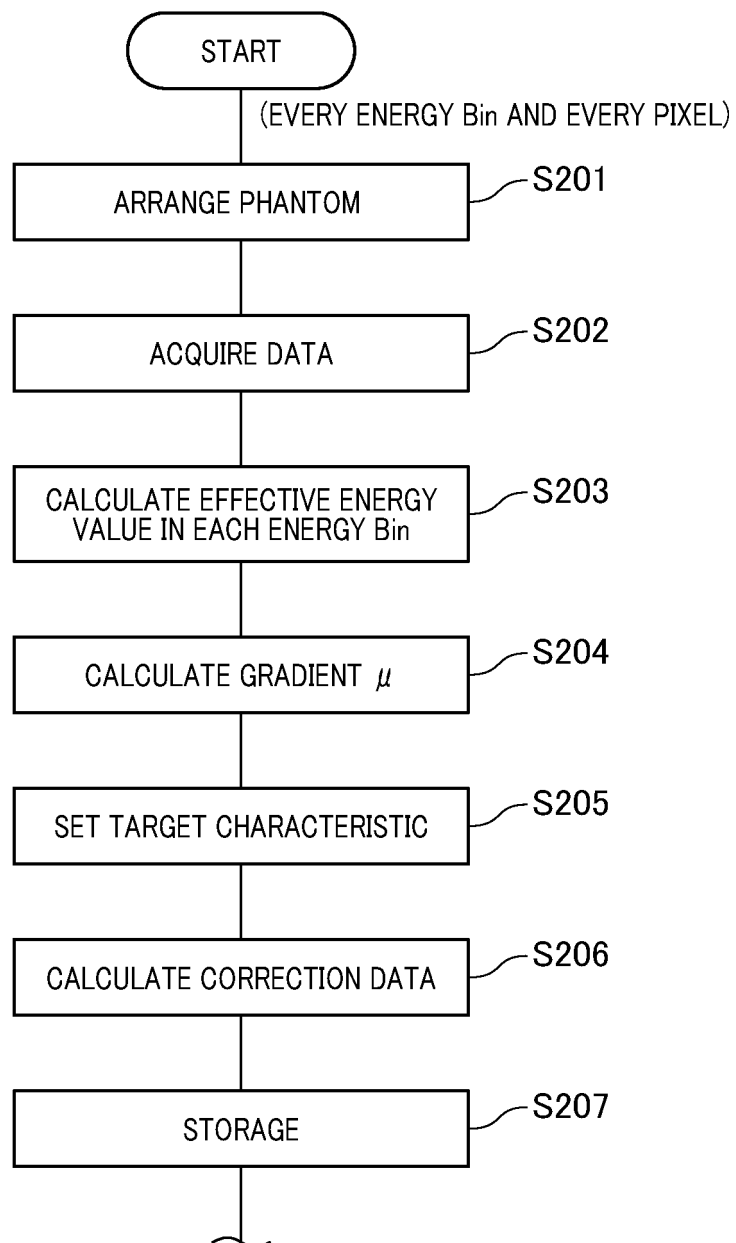 START
(EVERY ENERGY Bin AND EVERY PIXEL)
ARRANGE PHANTOM
S201
ACQUIRE DATA
S202
CALCULATE EFFECTIVE ENERGY
VALUE IN EACH ENERGY Bin
S203
CALCULATE GRADIENT μ
S204
SET TARGET CHARACTERISTIC
S205
CALCULATE CORRECTION DATA
S206
STORAGE
S207